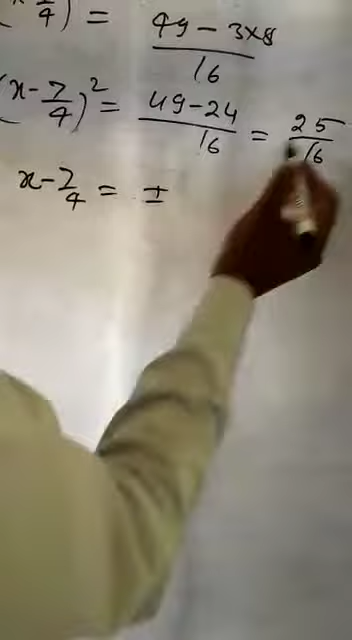 x-7/4) = 49-3×8/16
(x-7/4)² = 49-24/16 = 25/16
x-7/4 = ±